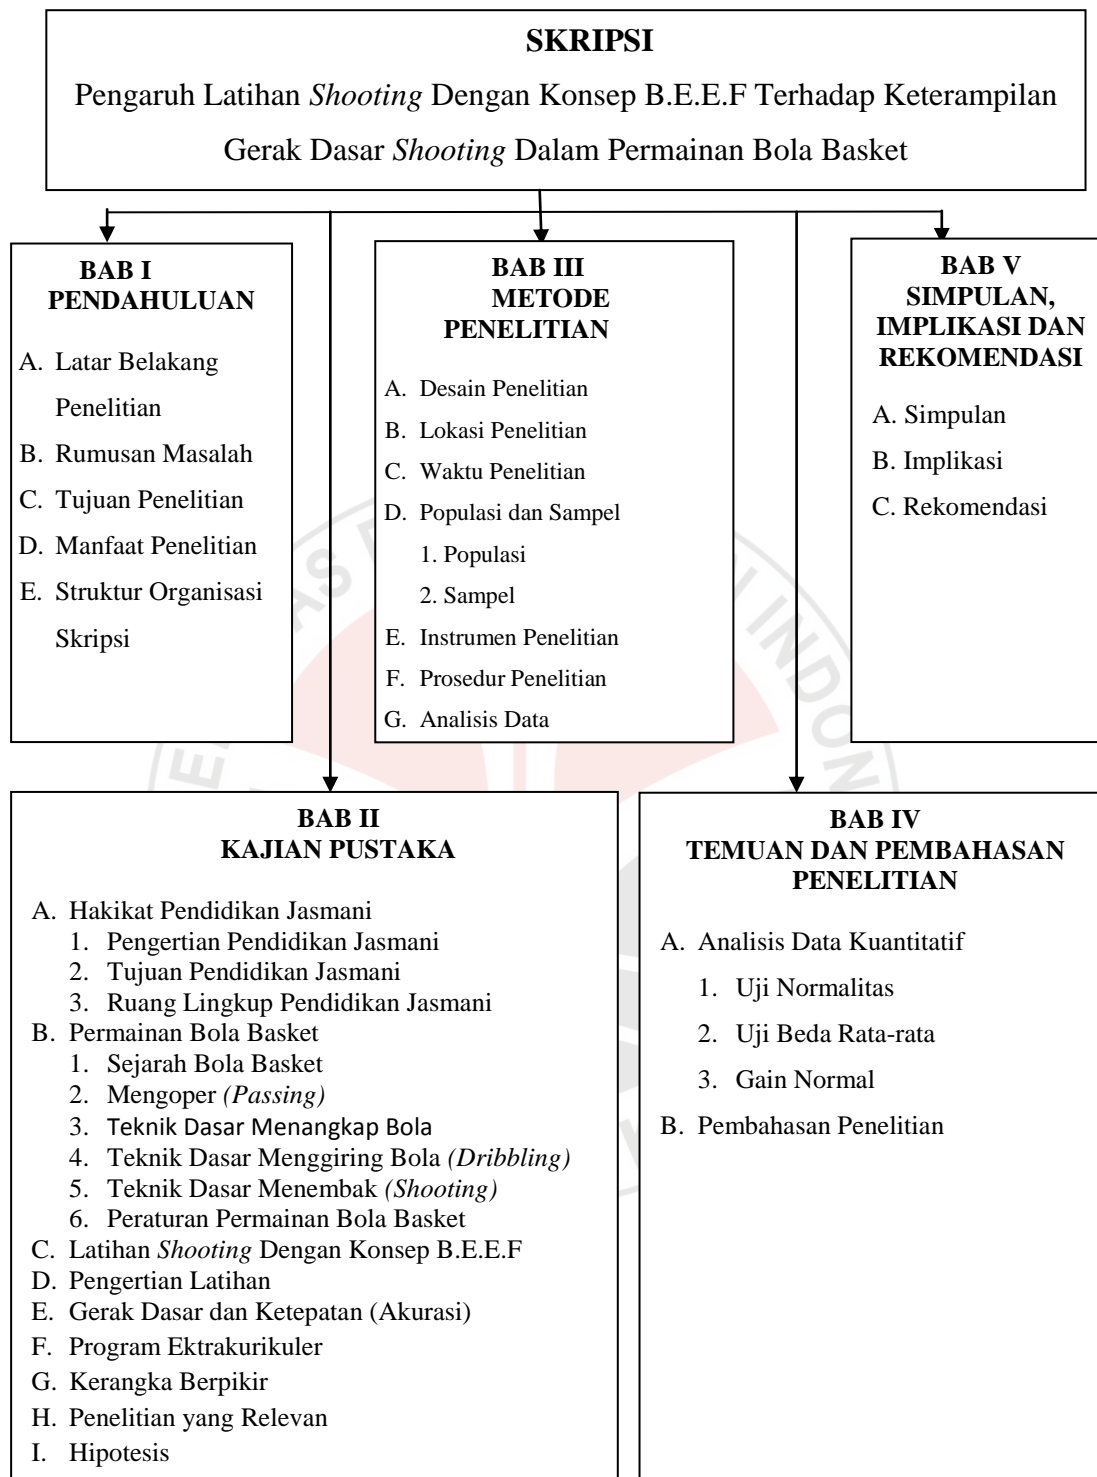 SKRIPSI
Pengaruh Latihan Shooting Dengan Konsep B.E.E.F Terhadap Keterampilan
Gerak Dasar Shooting Dalam Permainan Bola Basket
BAB I
PENDAHULUAN
A. Latar Belakang
Penelitian
B. Rumusan Masalah
C. Tujuan Penelitian
D. Manfaat Penelitian
E. Struktur Organisasi
Skripsi
BAB III
METODE
PENELITIAN
A. Desain Penelitian
B. Lokasi Penelitian
C. Waktu Penelitian
D. Populasi dan Sampel
1. Populasi
2. Sampel
E. Instrumen Penelitian
F. Prosedur Penelitian
G. Analisis Data
BAB V
SIMPULAN,
IMPLIKASI DAN
REKOMENDASI
A. Simpulan
B. Implikasi
C. Rekomendasi
BAB II
KAJIAN PUSTAKA
A. Hakikat Pendidikan Jasmani
1. Pengertian Pendidikan Jasmani
2. Tujuan Pendidikan Jasmani
3. Ruang Lingkup Pendidikan Jasmani
B. Permainan Bola Basket
1. Sejarah Bola Basket
2. Mengoper (Passing)
3. Teknik Dasar Menangkap Bola
4. Teknik Dasar Menggiring Bola (Dribbling)
5. Teknik Dasar Menembak (Shooting)
6. Peraturan Permainan Bola Basket
C. Latihan Shooting Dengan Konsep B.E.E.F
D. Pengertian Latihan
E. Gerak Dasar dan Ketepatan (Akurasi)
F. Program Ektrakurikuler
G. Kerangka Berpikir
H. Penelitian yang Relevan
I. Hipotesis
BAB IV
TEMUAN DAN PEMBAHASAN
PENELITIAN
A. Analisis Data Kuantitatif
1. Uji Normalitas
2. Uji Beda Rata-rata
3. Gain Normal
B. Pembahasan Penelitian